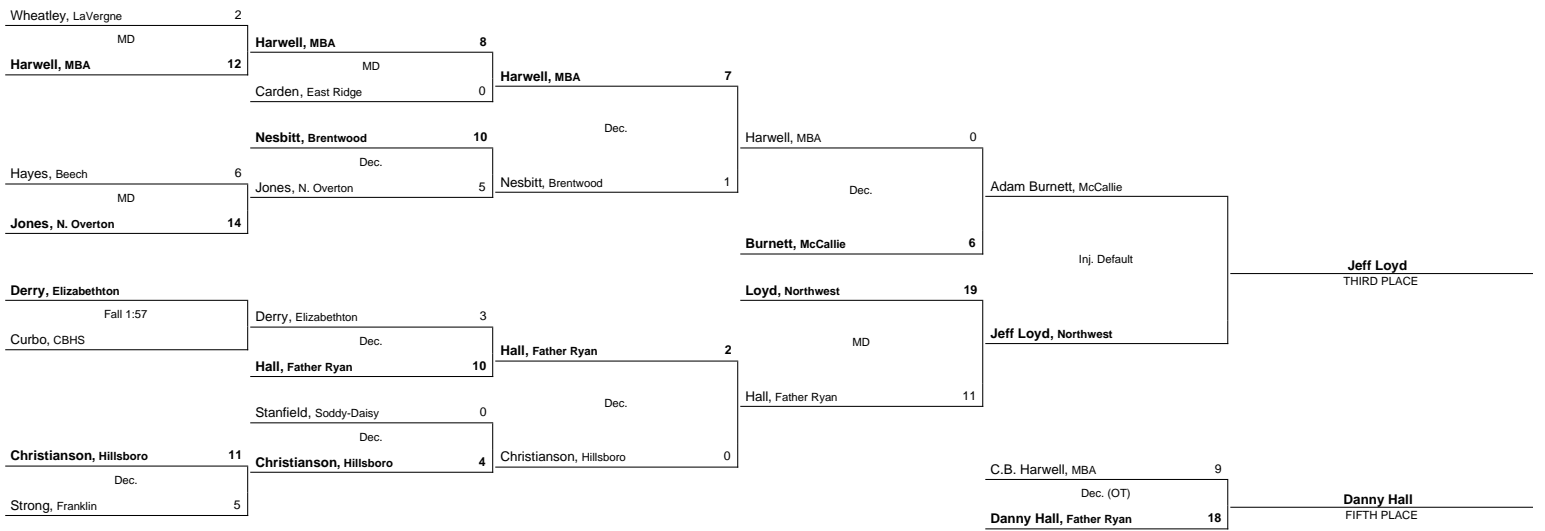 Wheatley, LaVergne 2
MD
Harwell, MBA 12
Hayes, Beech 6
MD
Jones, N. Overton 14
Derry, Elizabethton
Fall 1:57
Curbo, CBHS
Christianson, Hillsboro 11
Dec.
Strong, Franklin 5
Harwell, MBA 8
MD
Carden, East Ridge 0
Nesbitt, Brentwood 10
Dec.
Jones, N. Overton 5
Derry, Elizabethton 3
Dec.
Hall, Father Ryan 10
Stanfield, Soddy-Daisy 0
Dec.
Christianson, Hillsboro 4
Harwell, MBA 7
Dec.
Nesbitt, Brentwood 1
Hall, Father Ryan 2
Dec.
Christianson, Hillsboro 0
Harwell, MBA 0
Dec.
Burnett, McCallie 6
Loyd, Northwest 19
MD
Hall, Father Ryan 11
Adam Burnett, McCallie
Inj. Default
Jeff Loyd, Northwest
Jeff Loyd
THIRD PLACE
C.B. Harwell, MBA 9
Dec. (OT)
Danny Hall, Father Ryan 18
Danny Hall
FIFTH PLACE